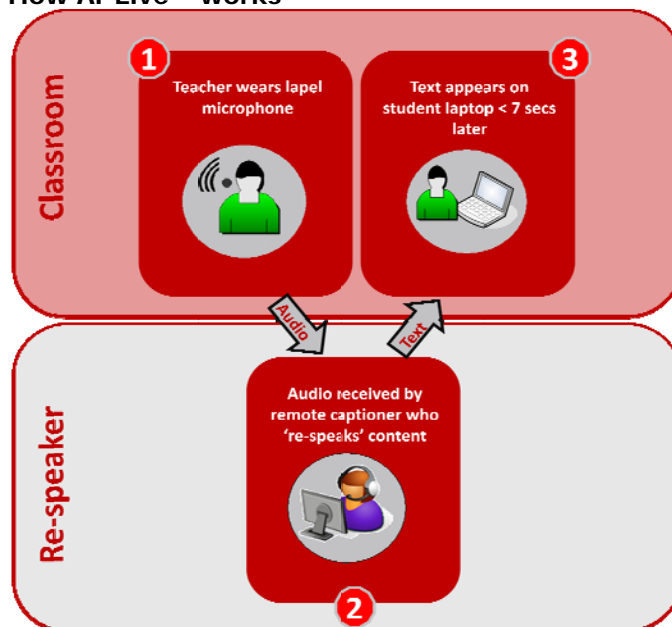 Classroom
1
Teacher wears lapel
microphone
3
Text appears on
student laptop < 7 secs
later
Audio
Text
Re-speaker
Audio received by
remote captioner who
‘re-speaks’ content
2